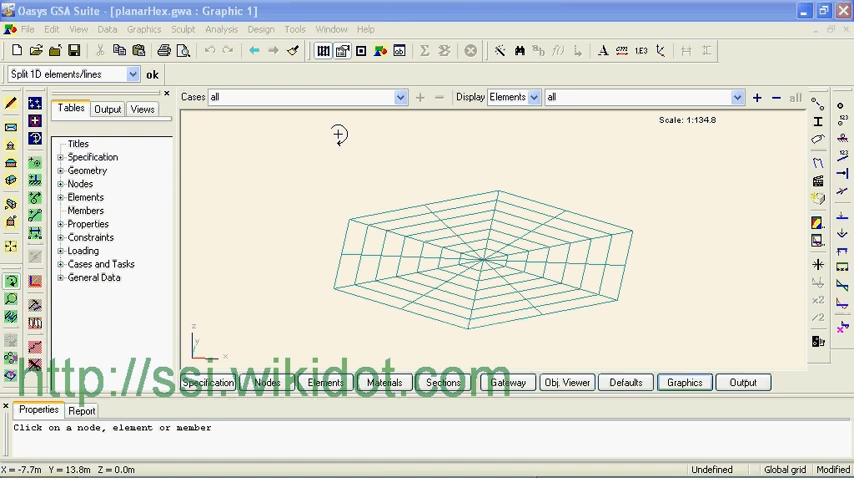 Oasys GSA Suite - [planarHex.gwa : Graphic 1]
File Edit View Data Graphics Sculpt Analysis Design Tools Window Help
Split 1D elements/lines ok
Tables Output Views
Cases all Display Elements all all
Scale: 1:134.8
Titles
Specification
Geometry
Nodes
Elements
Members
Properties
Constraints
Loading
Cases and Tasks
General Data
z
y
x
http://ssi.wikidot.com
Specification Nodes Elements Materials Sections Gateway Obj. Viewer Defaults Graphics Output
Properties Report
Click on a node, element or member
X = -7.7m Y = 13.8m Z = 0.0m Undefined Global grid Modified